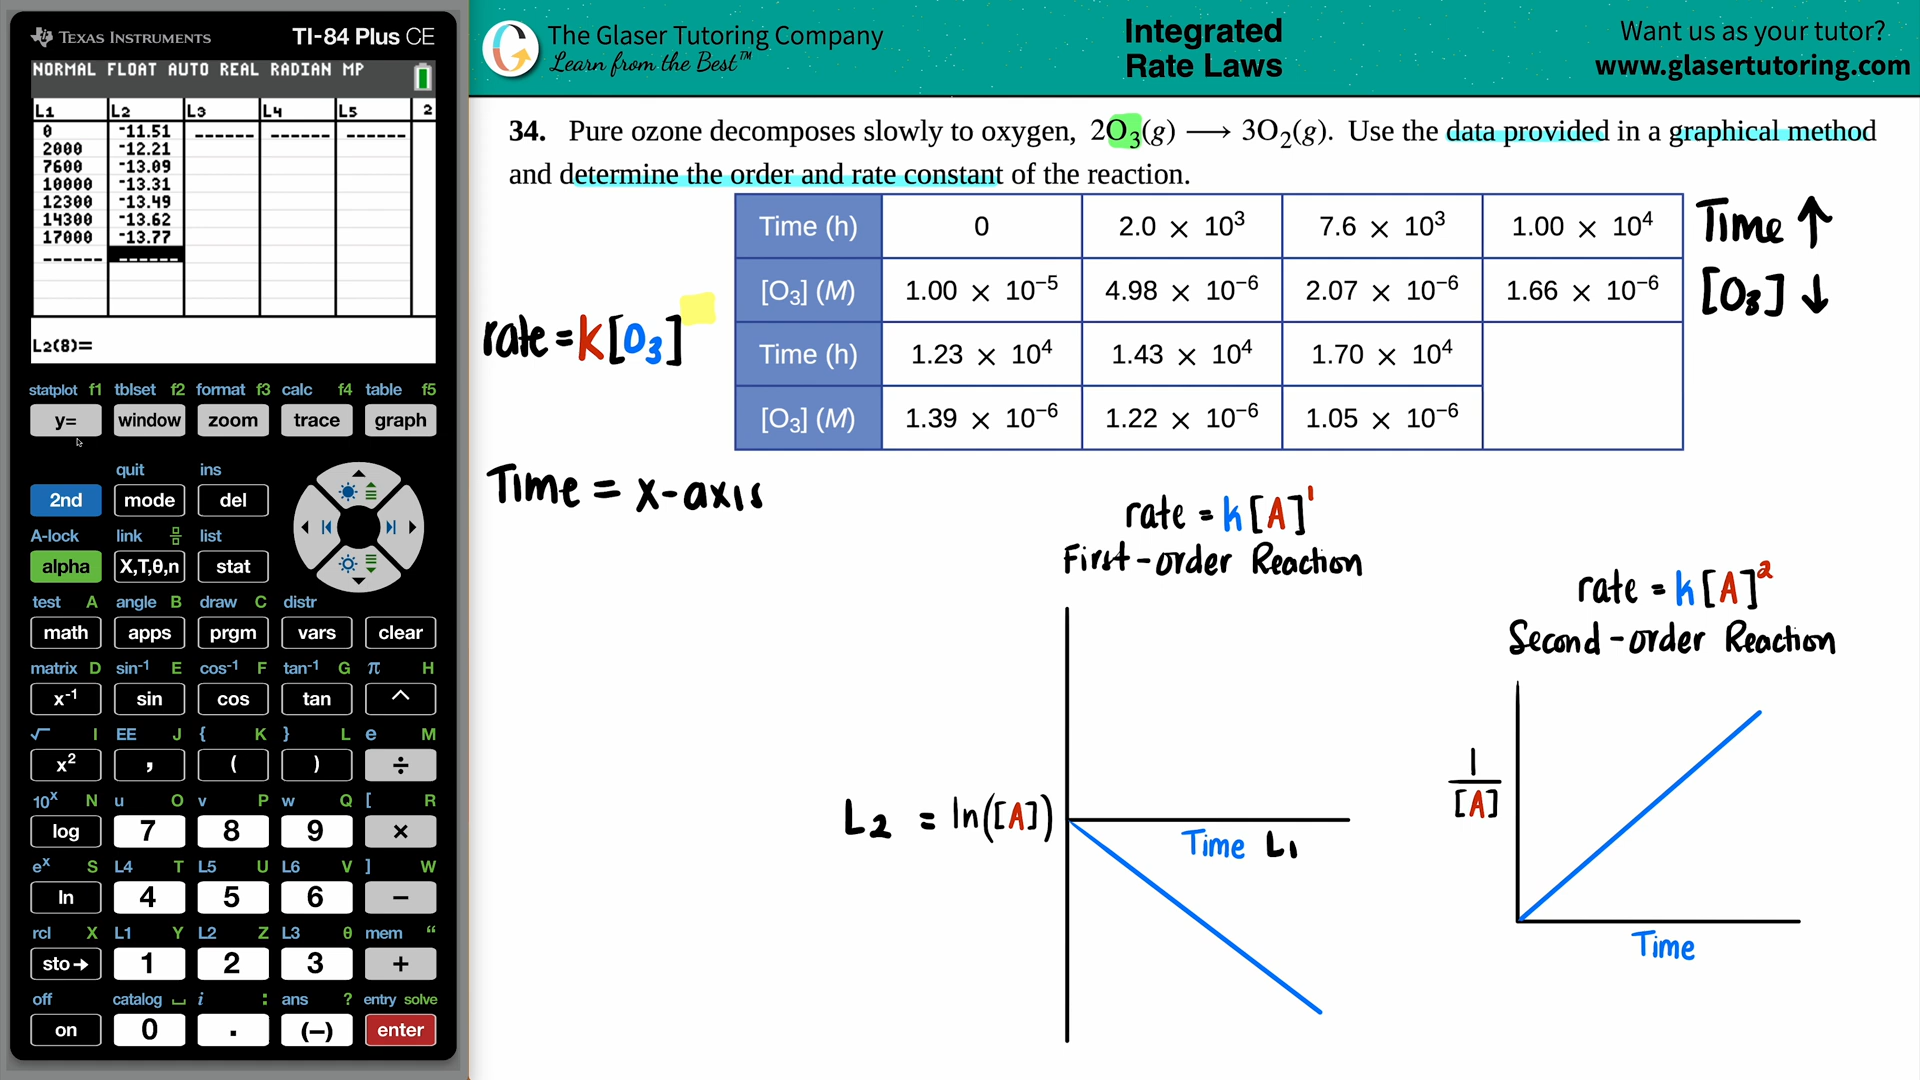 TEXAS INSTRUMENTS TI-84 Plus CE
NORMAL FLOAT AUTO REAL RADIAN MP
L1 L2 L3 L4 L5 2
0 -11.51 ------ ------ ------
2000 -12.21
7600 -13.09
10000 -13.31
12300 -13.49
14300 -13.62
17000 -13.77
------ ------
L2(8)=
statplot f1 tblset f2 format f3 calc f4 table f5
y= window zoom trace graph
quit ins
2nd mode del
A-lock link list
alpha X,T,θ,n stat
test A angle B draw C distr
math apps prgm vars clear
matrix D sin⁻¹ E cos⁻¹ F tan⁻¹ G π H
x⁻¹ sin cos tan ^
√ I EE J { K } L e M
x² , ( ) ÷
10ˣ N u O v P w Q [ R
log 7 8 9 ×
eˣ S L4 T L5 U L6 V ] W
ln 4 5 6 −
rcl X L1 Y L2 Z L3 θ mem “
sto→ 1 2 3 +
off catalog ⎵ i : ans ? entry solve
on 0 . (−) enter
The Glaser Tutoring Company
Learn from the Best™
Integrated
Rate Laws
Want us as your tutor?
www.glasertutoring.com
34. Pure ozone decomposes slowly to oxygen, 2O₃(g) ⟶ 3O₂(g). Use the data provided in a graphical method
and determine the order and rate constant of the reaction.
Time (h) 0 2.0 × 10³ 7.6 × 10³ 1.00 × 10⁴
[O₃] (M) 1.00 × 10⁻⁵ 4.98 × 10⁻⁶ 2.07 × 10⁻⁶ 1.66 × 10⁻⁶
Time (h) 1.23 × 10⁴ 1.43 × 10⁴ 1.70 × 10⁴
[O₃] (M) 1.39 × 10⁻⁶ 1.22 × 10⁻⁶ 1.05 × 10⁻⁶
Time ↑
[O₃] ↓
rate = k[O₃]
Time = x-axis
rate = k[A]¹
First-order Reaction
L₂ = ln([A])
Time L₁
rate = k[A]²
Second-order Reaction
1
[A]
Time